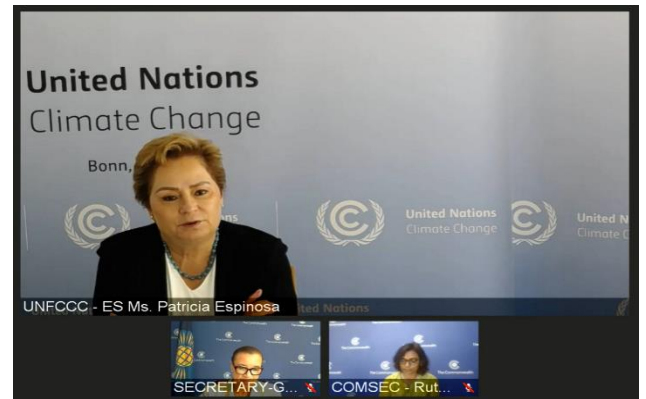 United Nations
Climate Change
Bonn,
United Nations
Climate Change
United N
Climate C
UNFCCC - ES Ms. Patricia Espinosa
ted Nations
SECRETARY-G...
COMSEC - Rut...